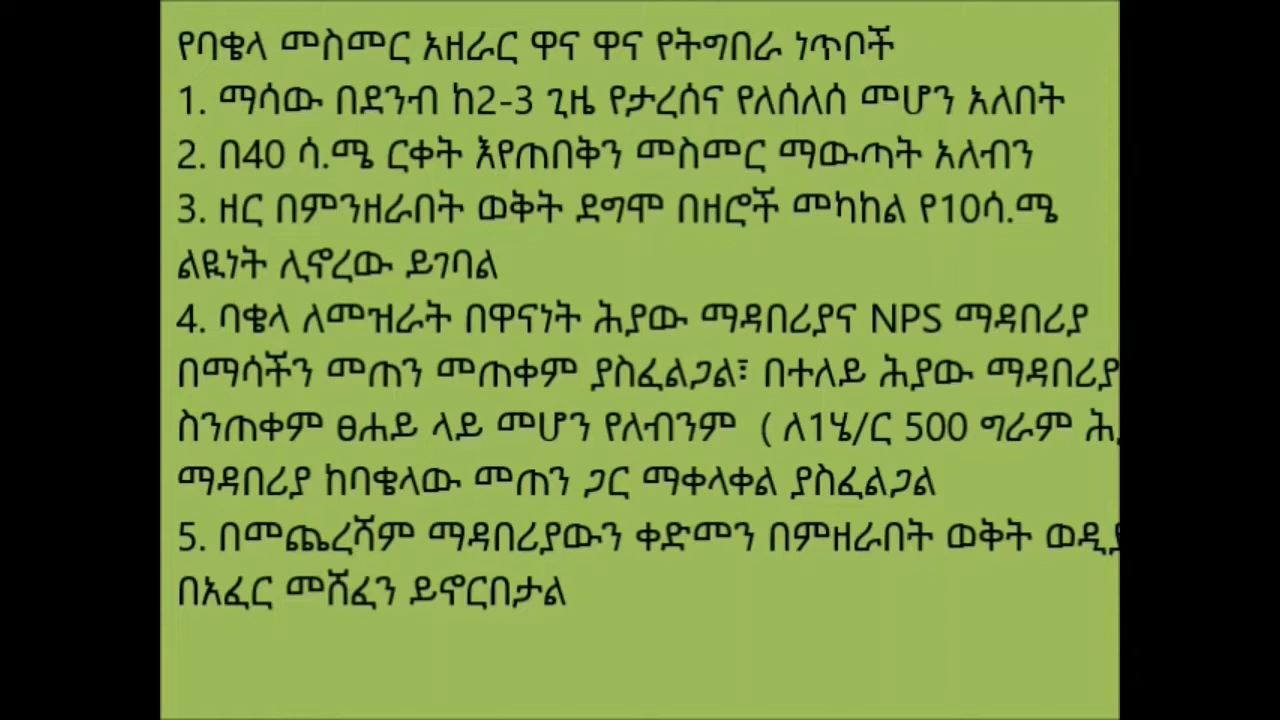 የባቄላ መስመር አዘራር ዋና ዋና የትግበራ ነጥቦች
1. ማሳው በደንብ ከ2-3 ጊዜ የታረሰና የለሰለሰ መሆን አለበት
2. በ40 ሳ.ሜ ርቀት እየጠበቅን መስመር ማውጣት አለብን
3. ዘር በምንዘራበት ወቅት ደግሞ በዘሮች መካከል የ10ሳ.ሜ
ልዪነት ሊኖረው ይገባል
4. ባቄላ ለመዝራት በዋናነት ሕያው ማዳበሪያና NPS ማዳበሪያ
በማሳችን መጠን መጠቀም ያስፈልጋል፣ በተለይ ሕያው ማዳበሪያ
ስንጠቀም ፀሐይ ላይ መሆን የለብንም ( ለ1ሄ/ር 500 ግራም
ማዳበሪያ ከባቄላው መጠን ጋር ማቀላቀል ያስፈልጋል
5. በመጨረሻም ማዳበሪያውን ቀድመን በምዘራበት ወቅት
በአፈር መሸፈን ይኖርበታል